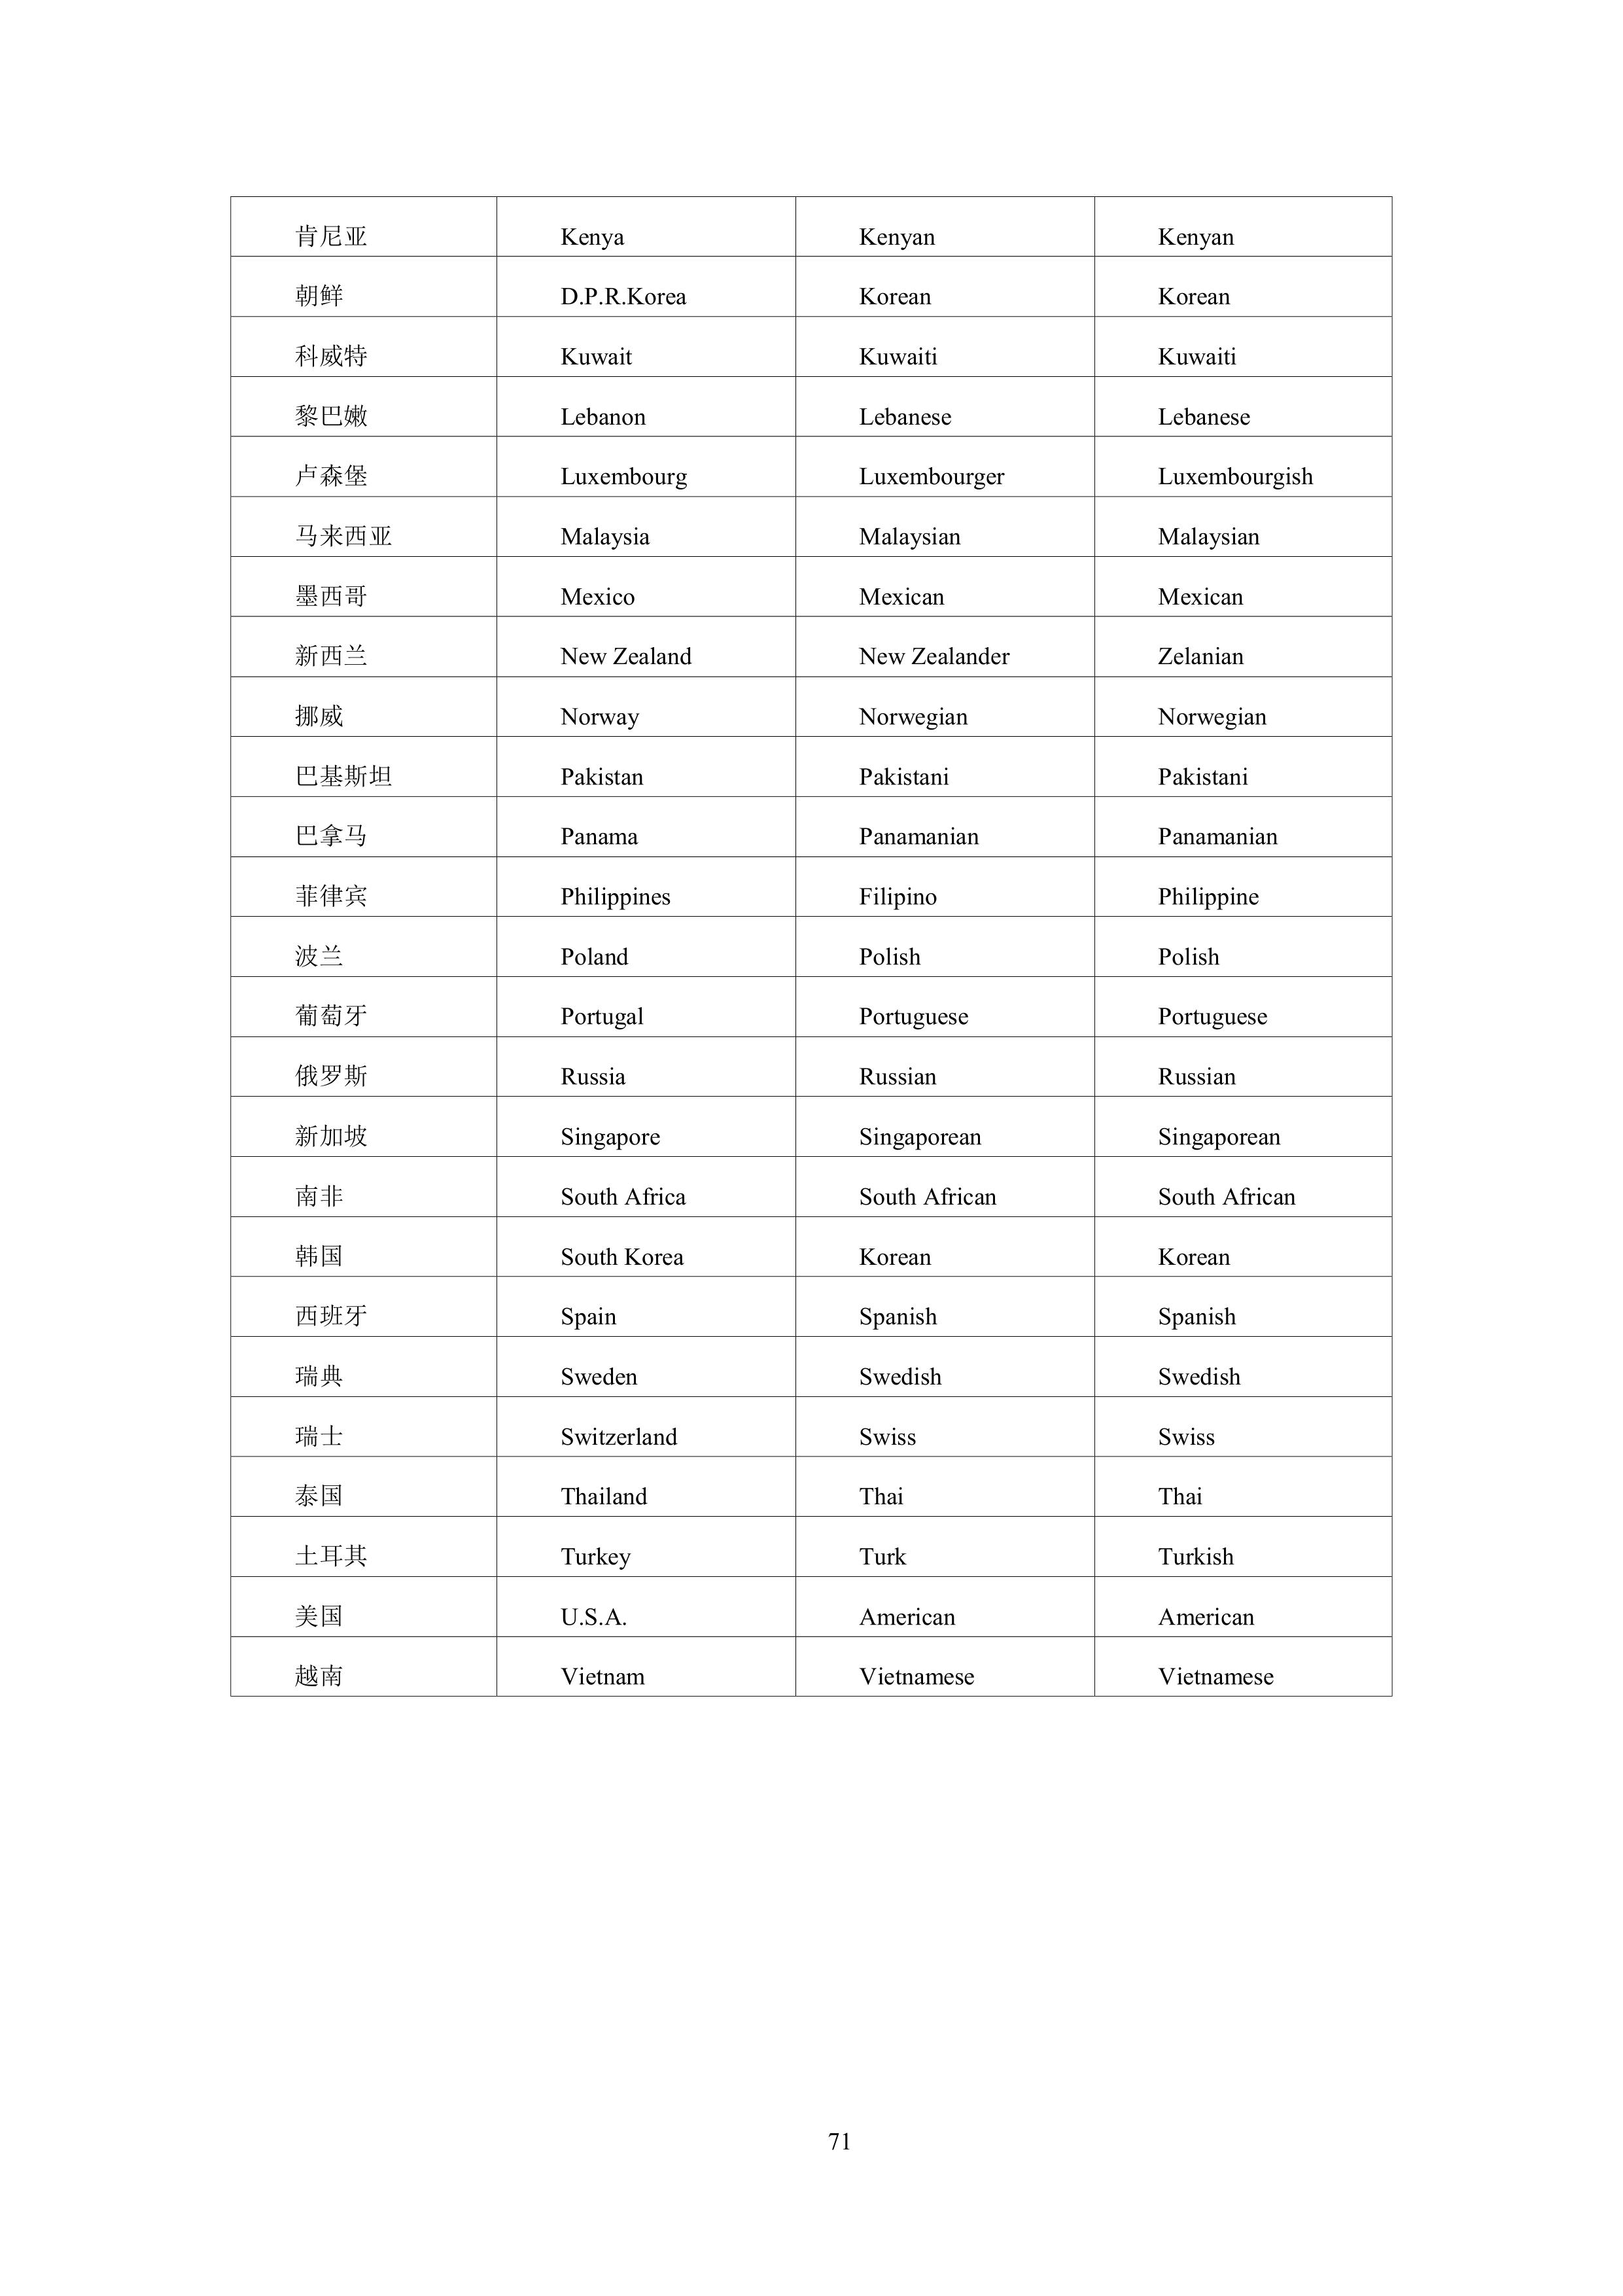 肯尼亚 Kenya Kenyan Kenyan
朝鲜 D.P.R.Korea Korean Korean
科威特 Kuwait Kuwaiti Kuwaiti
黎巴嫩 Lebanon Lebanese Lebanese
卢森堡 Luxembourg Luxembourger Luxembourgish
马来西亚 Malaysia Malaysian Malaysian
墨西哥 Mexico Mexican Mexican
新西兰 New Zealand New Zealander Zelanian
挪威 Norway Norwegian Norwegian
巴基斯坦 Pakistan Pakistani Pakistani
巴拿马 Panama Panamanian Panamanian
菲律宾 Philippines Filipino Philippine
波兰 Poland Polish Polish
葡萄牙 Portugal Portuguese Portuguese
俄罗斯 Russia Russian Russian
新加坡 Singapore Singaporean Singaporean
南非 South Africa South African South African
韩国 South Korea Korean Korean
西班牙 Spain Spanish Spanish
瑞典 Sweden Swedish Swedish
瑞士 Switzerland Swiss Swiss
泰国 Thailand Thai Thai
土耳其 Turkey Turk Turkish
美国 U.S.A. American American
越南 Vietnam Vietnamese Vietnamese
71